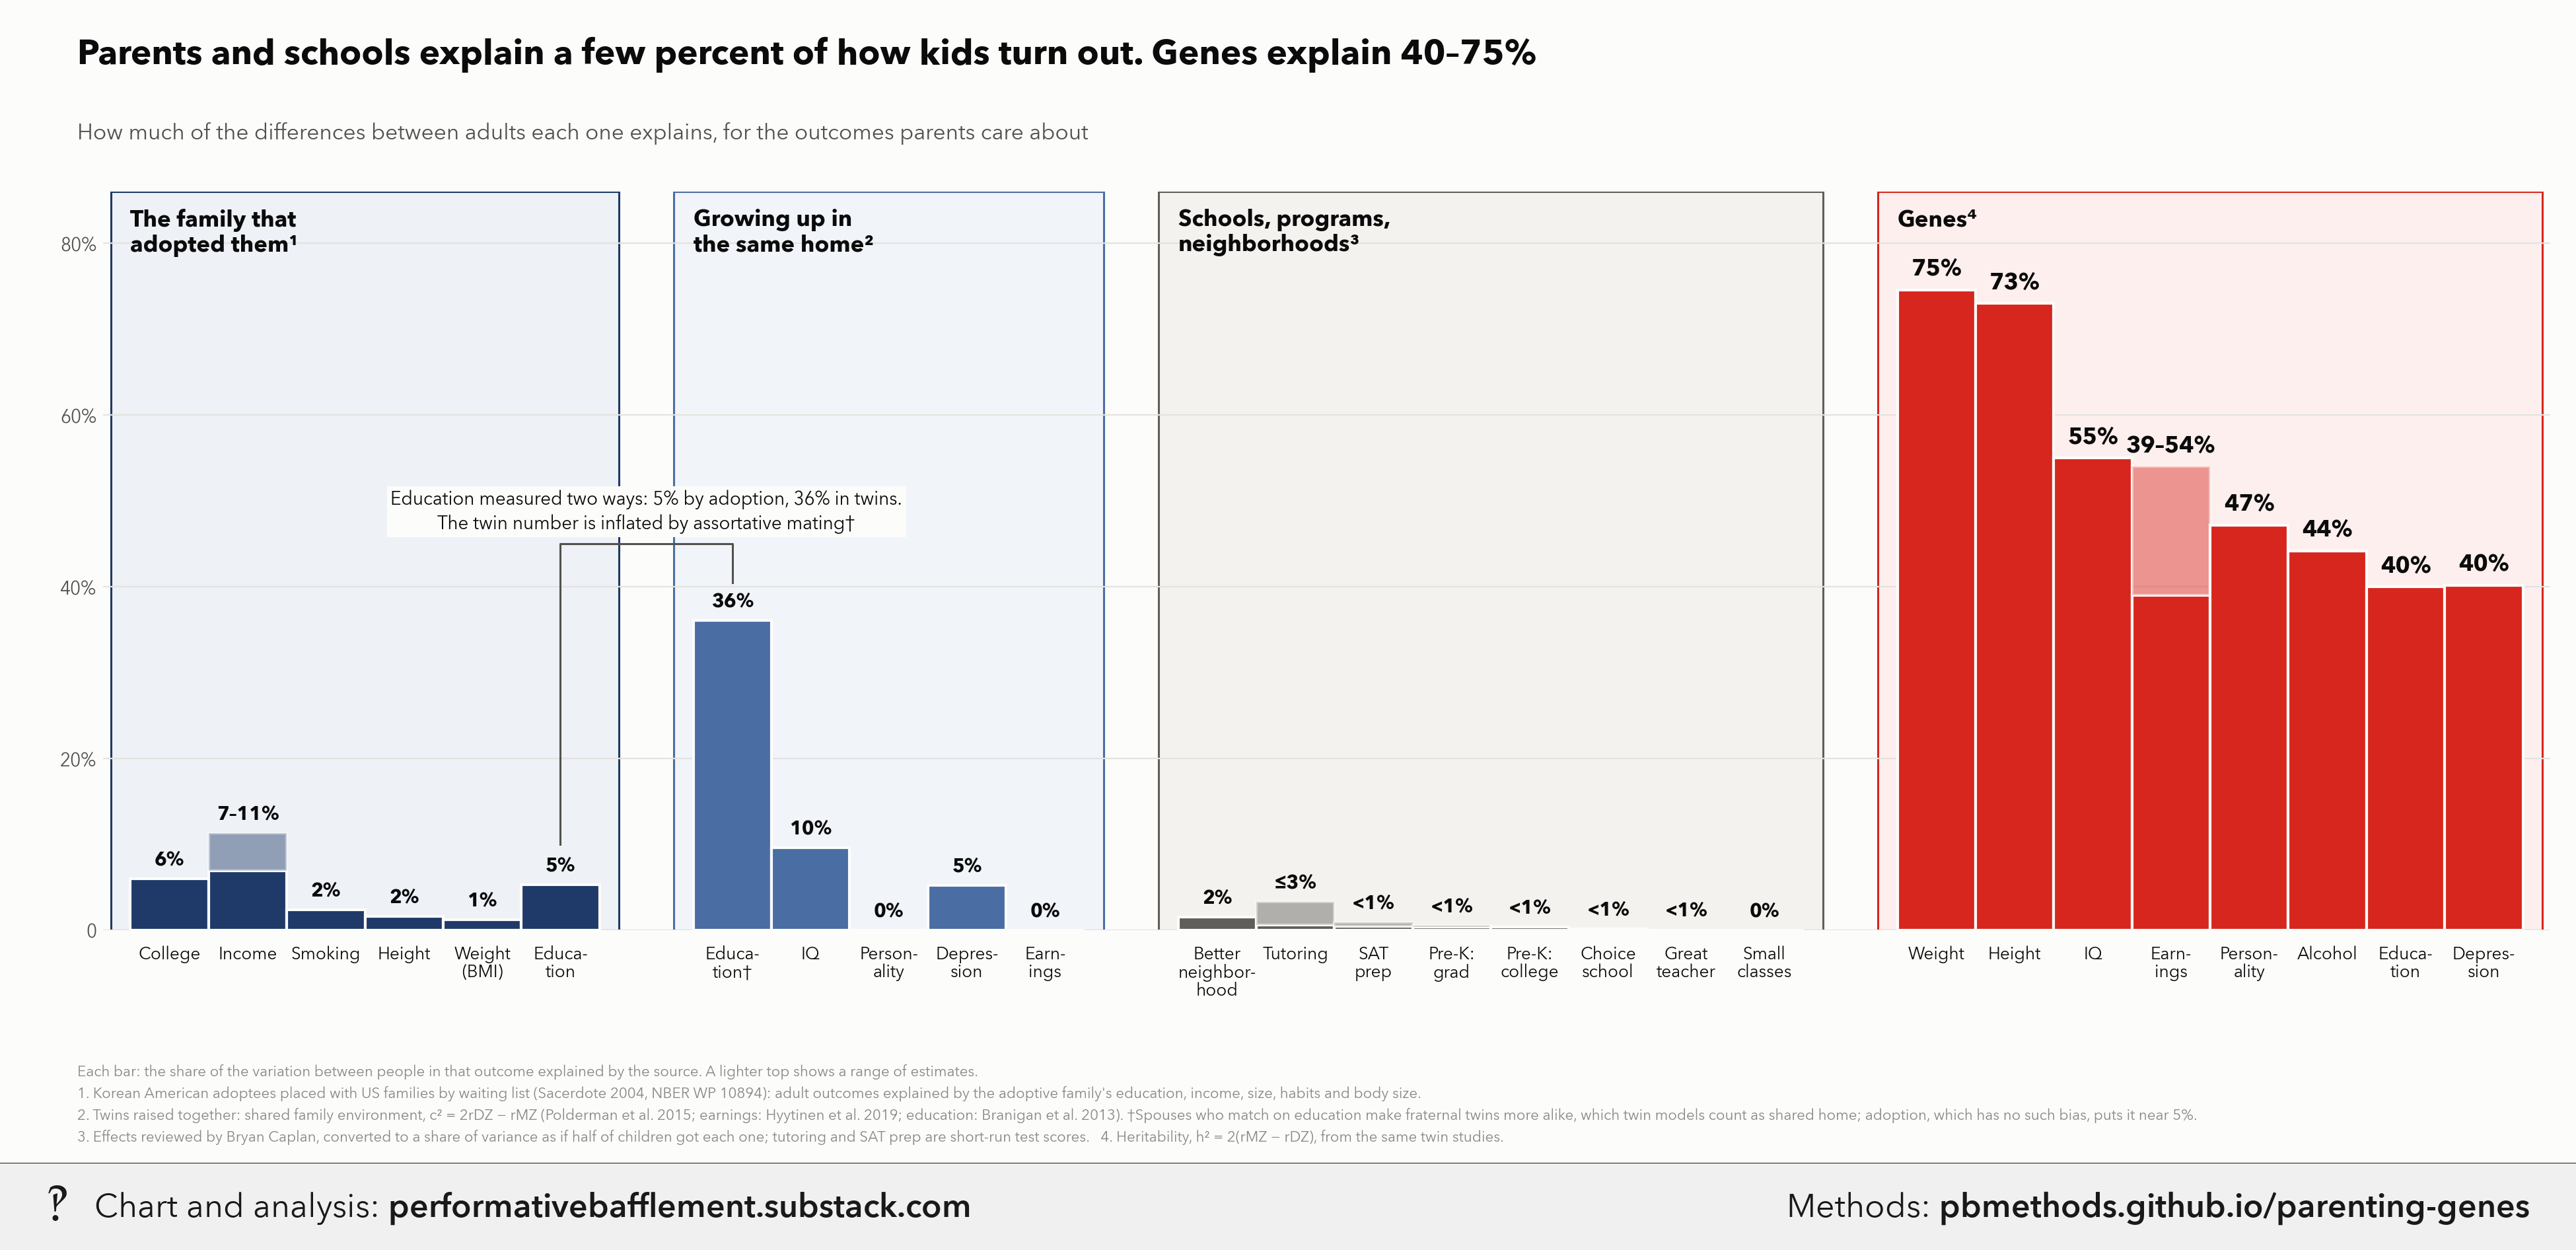 Parents and schools explain a few percent of how kids turn out. Genes explain 40–75%
How much of the differences between adults each one explains, for the outcomes parents care about
The family that
adopted them¹
Growing up in
the same home²
Schools, programs,
neighborhoods³
Genes⁴
80%
60%
40%
20%
0
Education measured two ways: 5% by adoption, 36% in twins.
The twin number is inflated by assortative mating†
6%
7–11%
2%
2%
1%
5%
36%
10%
0%
5%
0%
2%
≤3%
<1%
<1%
<1%
<1%
<1%
0%
75%
73%
55%
39–54%
47%
44%
40%
40%
College
Income
Smoking
Height
Weight
(BMI)
Educa-
tion
Educa-
tion†
IQ
Person-
ality
Depres-
sion
Earn-
ings
Better
neighbor-
hood
Tutoring
SAT
prep
Pre-K:
grad
Pre-K:
college
Choice
school
Great
teacher
Small
classes
Weight
Height
IQ
Earn-
ings
Person-
ality
Alcohol
Educa-
tion
Depres-
sion
Each bar: the share of the variation between people in that outcome explained by the source. A lighter top shows a range of estimates.
1. Korean American adoptees placed with US families by waiting list (Sacerdote 2004, NBER WP 10894): adult outcomes explained by the adoptive family's education, income, size, habits and body size.
2. Twins raised together: shared family environment, c² = 2rDZ − rMZ (Polderman et al. 2015; earnings: Hyytinen et al. 2019; education: Branigan et al. 2013). †Spouses who match on education make fraternal twins more alike, which twin models count as shared home; adoption, which has no such bias, puts it near 5%.
3. Effects reviewed by Bryan Caplan, converted to a share of variance as if half of children got each one; tutoring and SAT prep are short-run test scores. 4. Heritability, h² = 2(rMZ − rDZ), from the same twin studies.
‽ Chart and analysis: performativebafflement.substack.com
Methods: pbmethods.github.io/parenting-genes